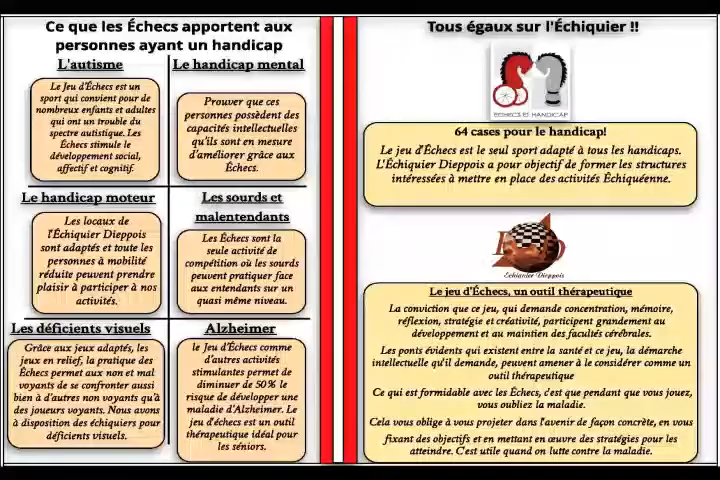 Ce que les Échecs apportent aux
personnes ayant un handicap
L'autisme
Le Jeu d'Échecs est un
sport qui convient pour de
nombreux enfants et adultes
qui ont un trouble du
spectre autistique. Les
Échecs stimule le
développement social,
affectif et cognitif.
Le handicap mental
Prouver que ces
personnes possèdent des
capacités intellectuelles
qu'ils sont en mesure
d'améliorer grâce aux
Échecs.
Le handicap moteur
Les locaux de
l'Échiquier Dieppois
sont adaptés et toute les
personnes à mobilité
réduite peuvent prendre
plaisir à participer à nos
activités.
Les sourds et
malentendants
Les Échecs sont la
seule activité de
compétition où les sourds
peuvent pratiquer face
aux entendants sur un
quasi même niveau.
Les déficients visuels
Grâce aux jeux adaptés, les
jeux en relief, la pratique des
Échecs permet aux non et mal
voyants de se confronter aussi
bien à d'autres non voyants qu'à
des joueurs voyants. Nous avons
à disposition des échiquiers pour
déficients visuels.
Alzheimer
le Jeu d'Échecs comme
d'autres activités
stimulantes permet de
diminuer de 50% le
risque de développer une
maladie d'Alzheimer. Le
jeu d'échecs est un outil
thérapeutique idéal pour
les séniors.
Tous égaux sur l'Échiquier !!
ECHECS ET HANDICAP
64 cases pour le handicap!
Le jeu d'Échecs est le seul sport adapté à tous les handicaps.
L'Échiquier Dieppois a pour objectif de former les structures
intéressées à mettre en place des activités Échiquéenne.
Echiquier Dieppois
Le jeu d'Échecs, un outil thérapeutique
La conviction que ce jeu, qui demande concentration, mémoire,
réflexion, stratégie et créativité, participent grandement au
développement et au maintien des facultés cérébrales.
Les ponts évidents qui existent entre la santé et ce jeu, la démarche
intellectuelle qu'il demande, peuvent amener à le considérer comme un
outil thérapeutique
Ce qui est formidable avec les Échecs, c'est que pendant que vous jouez,
vous oubliez la maladie.
Cela vous oblige à vous projeter dans l'avenir de façon concrète, en vous
fixant des objectifs et en mettant en œuvre des stratégies pour les
atteindre. C'est utile quand on lutte contre la maladie.